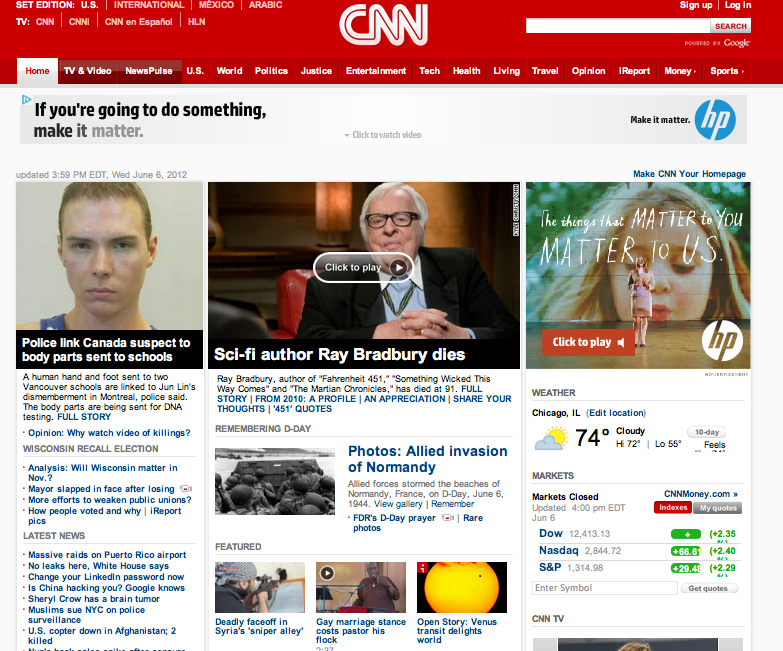 SET EDITION: U.S. INTERNATIONAL MÉXICO ARABIC
Sign up Log in
TV: CNN CNNi CNN en Español HLN
CNN
SEARCH
POWERED BY Google
Home TV & Video NewsPulse U.S. World Politics Justice Entertainment Tech Health Living Travel Opinion iReport Money Sports
If you're going to do something,
make it matter.
Click to watch video
Make it matter.
hp
updated 3:59 PM EDT, Wed June 6, 2012
Make CNN Your Homepage
Police link Canada suspect to
body parts sent to schools
A human hand and foot sent to two
Vancouver schools are linked to Jun Lin's
dismemberment in Montreal, police said.
The body parts are being sent for DNA
testing. FULL STORY
Opinion: Why watch video of killings?
WISCONSIN RECALL ELECTION
Analysis: Will Wisconsin matter in
Nov.?
Mayor slapped in face after losing
More efforts to weaken public unions?
How people voted and why | iReport
pics
LATEST NEWS
Massive raids on Puerto Rico airport
No leaks here, White House says
Change your LinkedIn password now
Is China hacking you? Google knows
Sheryl Crow has a brain tumor
Muslims sue NYC on police
surveillance
U.S. copter down in Afghanistan; 2
killed
Click to play
Sci-fi author Ray Bradbury dies
Ray Bradbury, author of "Fahrenheit 451," "Something Wicked This
Way Comes" and "The Martian Chronicles," has died at 91. FULL
STORY | FROM 2010: A PROFILE | AN APPRECIATION | SHARE YOUR
THOUGHTS | '451' QUOTES
REMEMBERING D-DAY
Photos: Allied invasion
of Normandy
Allied forces stormed the beaches of
Normandy, France, on D-Day, June 6,
1944. View gallery | Remember
FDR's D-Day prayer | Rare
photos
FEATURED
Deadly faceoff in
Syria's 'sniper alley'
Gay marriage stance
costs pastor his
flock
2:37
Open Story: Venus
transit delights
world
The things that MATTER to YOU
MATTER TO US.
Click to play
hp
ADVERTISEMENT
WEATHER
Chicago, IL (Edit location)
74° Cloudy
Hi 72° | Lo 55°
10-day
Feels
MARKETS
Markets Closed
CNNMoney.com »
Updated 4:00 pm EDT
Jun 6
Indexes My quotes
Dow 12,413.13 + (+2.35
Nasdaq 2,844.72 +66.61 (+2.40
S&P 1,314.98 +29.48 (+2.29
Enter Symbol Get quotes
CNN TV